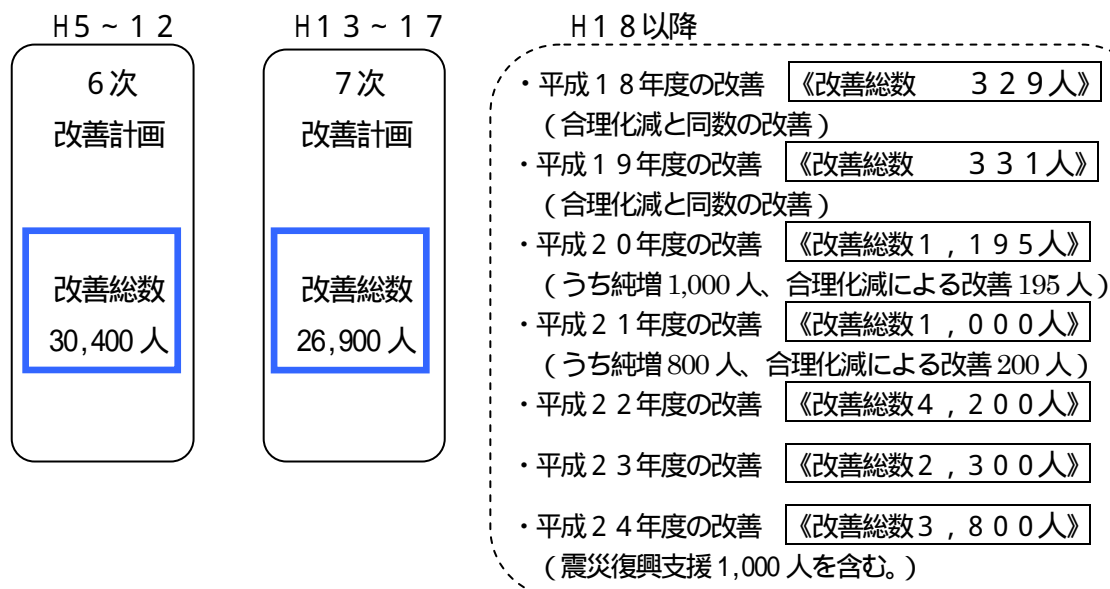 H5~12
6次
改善計画
改善総数
30,400人
H13~17
7次
改善計画
改善総数
26,900人
H18以降
・平成18年度の改善 《改善総数 329人》
(合理化減と同数の改善)
・平成19年度の改善 《改善総数 331人》
(合理化減と同数の改善)
・平成20年度の改善 《改善総数1,195人》
(うち純増1,000人、合理化減による改善195人)
・平成21年度の改善 《改善総数1,000人》
(うち純増800人、合理化減による改善200人)
・平成22年度の改善 《改善総数4,200人》
・平成23年度の改善 《改善総数2,300人》
・平成24年度の改善 《改善総数3,800人》
(震災復興支援1,000人を含む。)